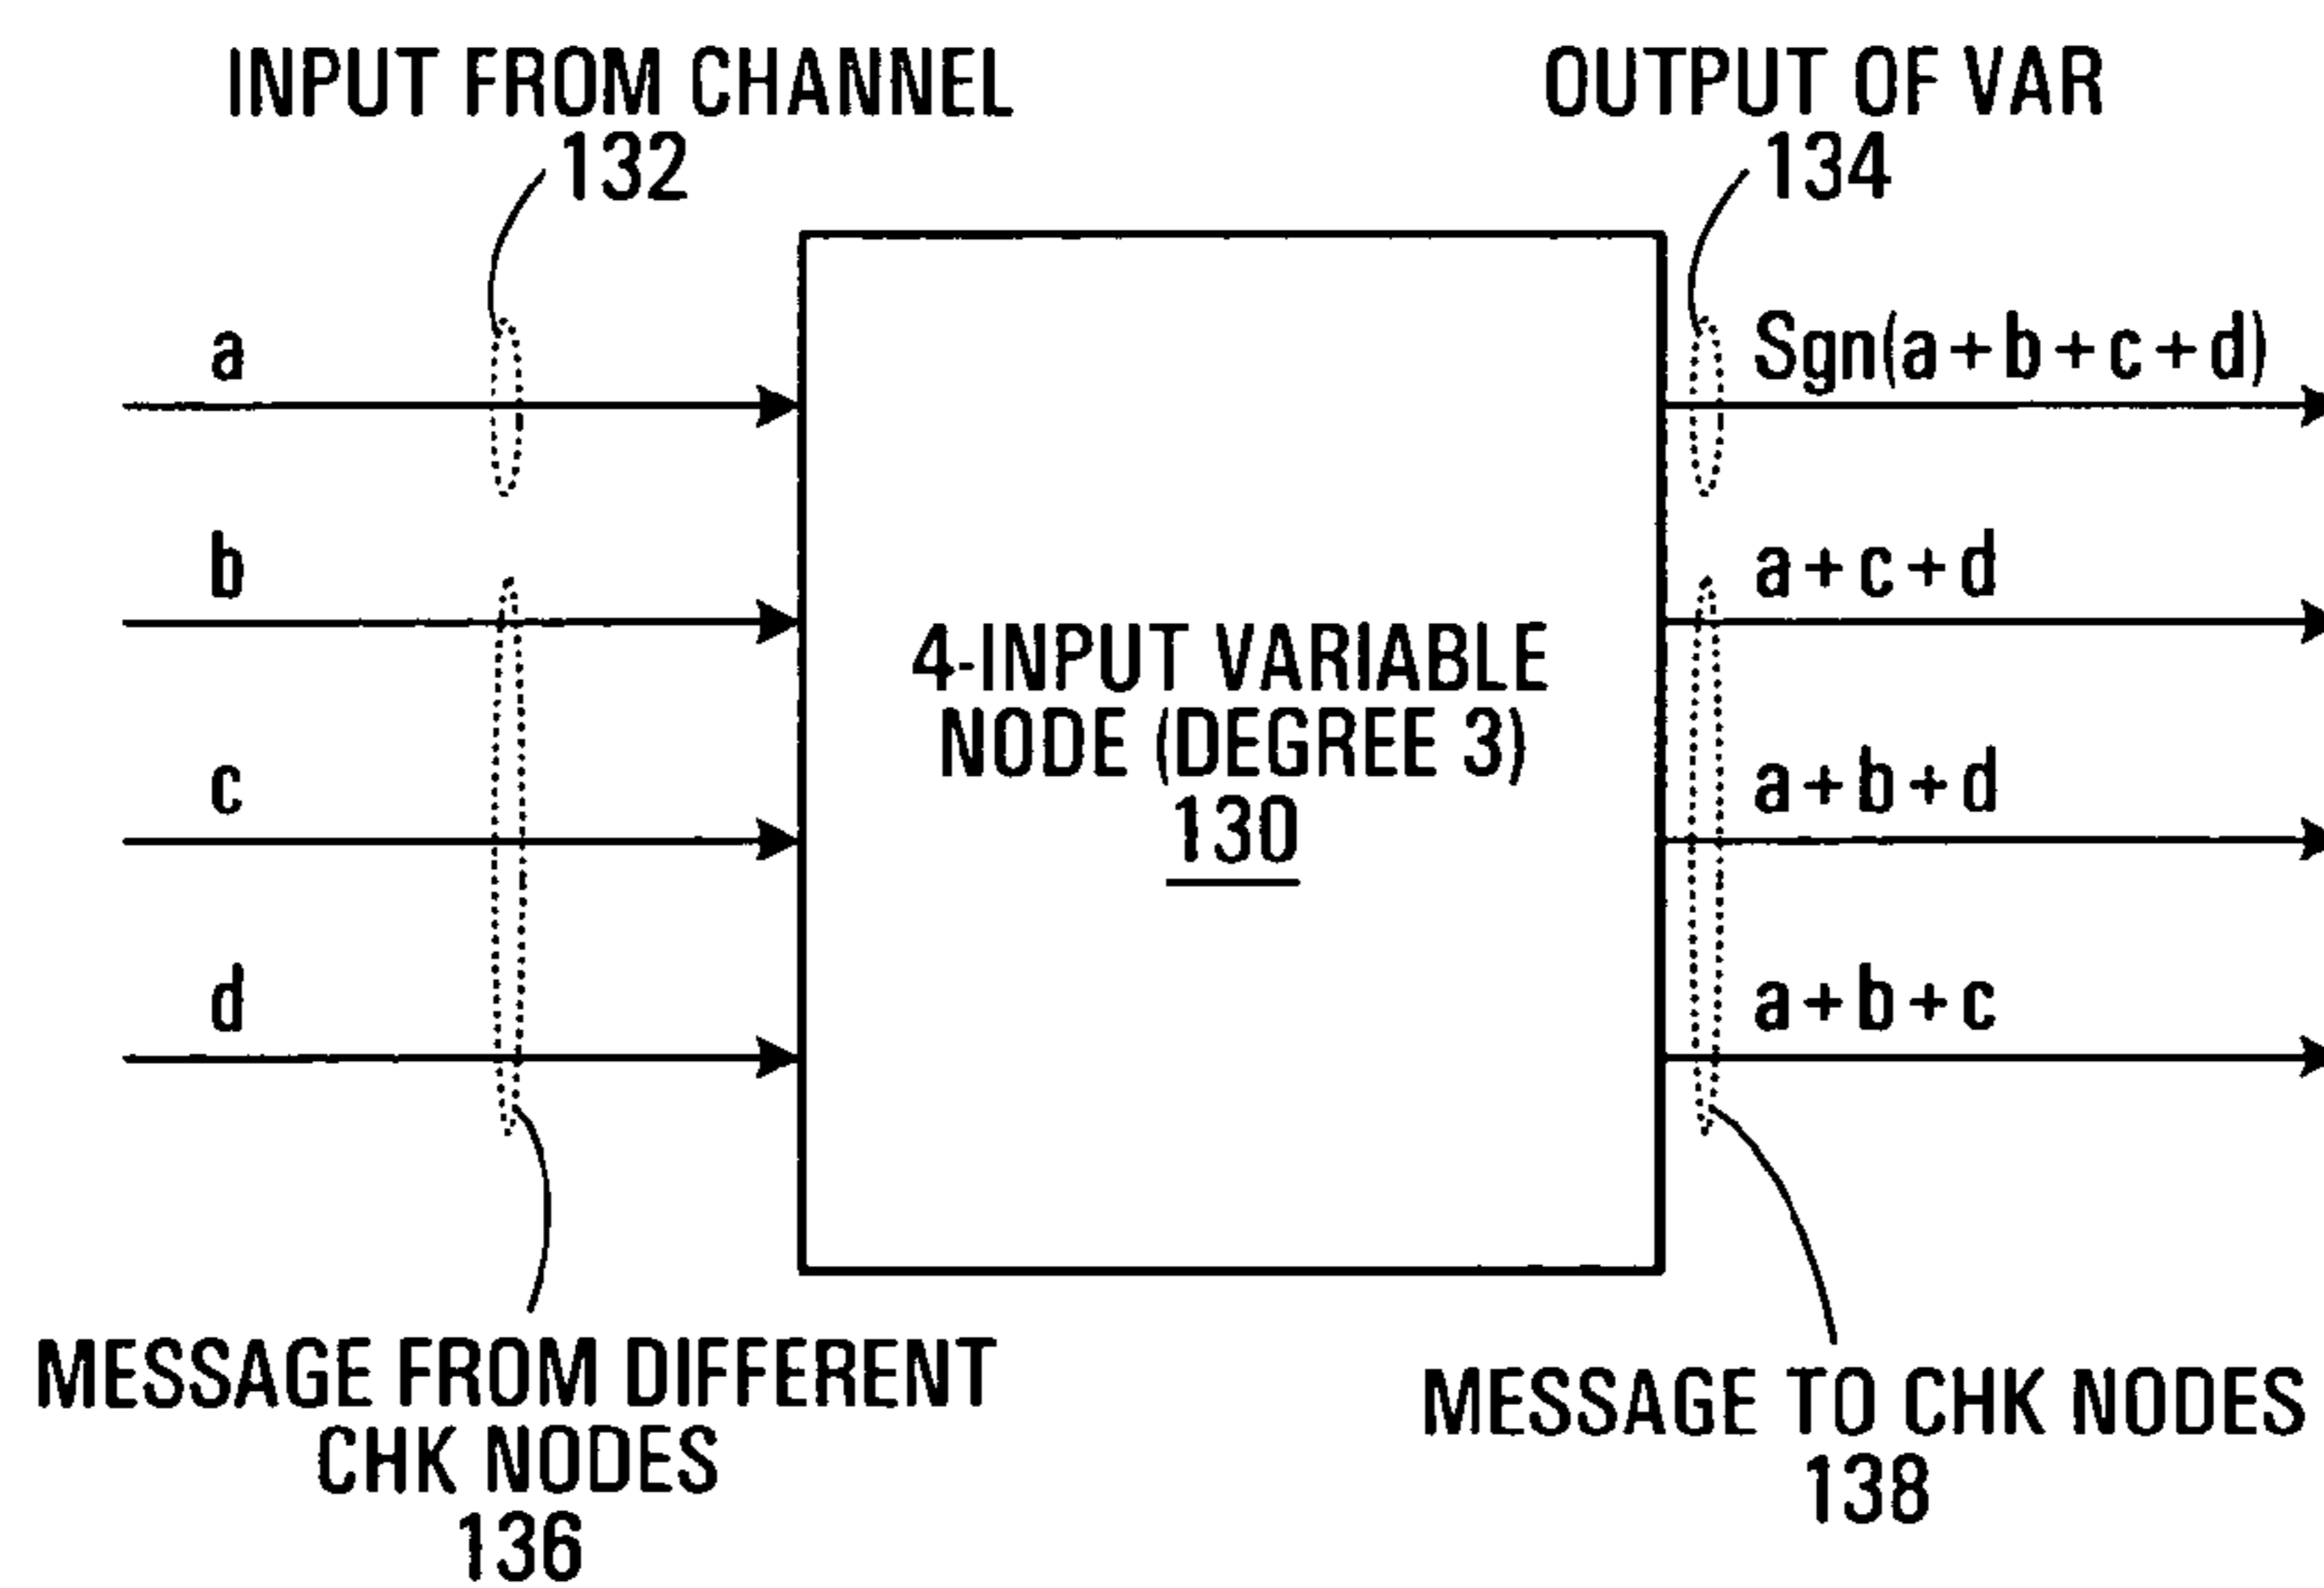 INPUT FROM CHANNEL
132
OUTPUT OF VAR
134
a
Sgn(a+b+c+d)
b
a+c+d
4-INPUT VARIABLE
NODE (DEGREE 3)
130
c
a+b+d
d
a+b+c
MESSAGE FROM DIFFERENT
CHK NODES
136
MESSAGE TO CHK NODES
138